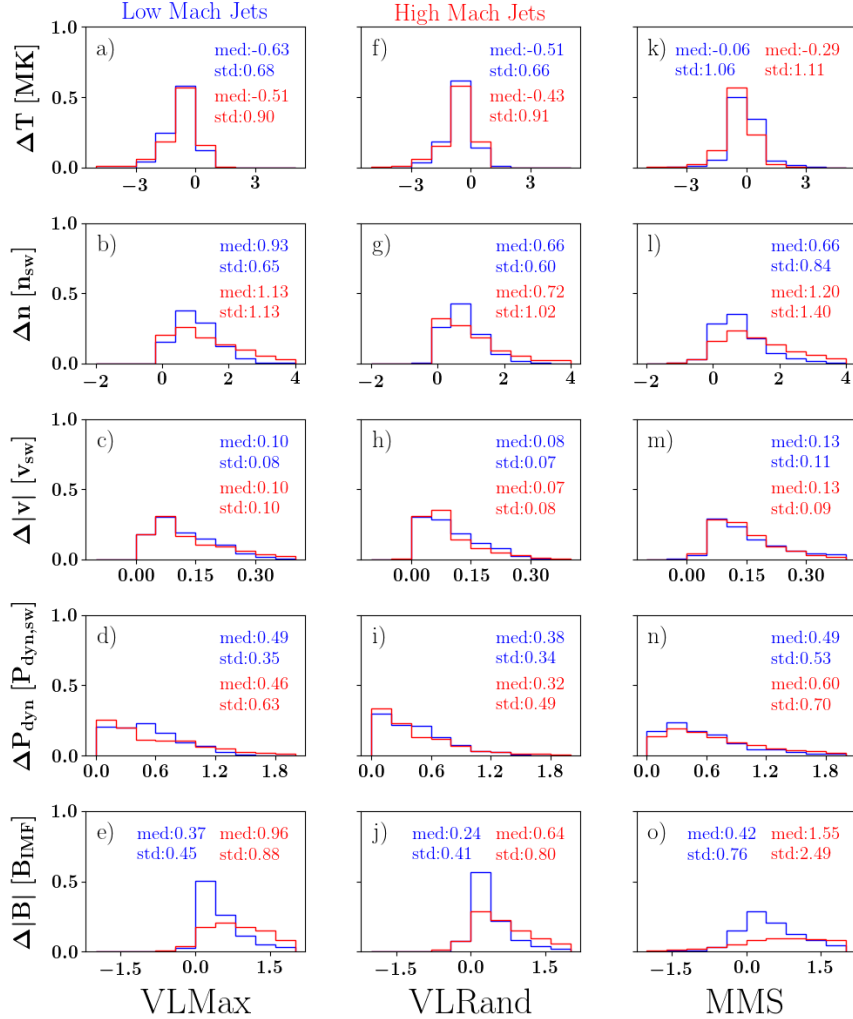 Low Mach Jets High Mach Jets
ΔT [MK]
1.0 0.5 0.0
a) med:-0.63
std:0.68
med:-0.51
std:0.90
−3 0 3
f) med:-0.51
std:0.66
med:-0.43
std:0.91
−3 0 3
k) med:-0.06 med:-0.29
std:1.06 std:1.11
−3 0 3
Δn [n_sw]
1.0 0.5 0.0
b) med:0.93
std:0.65
med:1.13
std:1.13
−2 0 2 4
g) med:0.66
std:0.60
med:0.72
std:1.02
−2 0 2 4
l) med:0.66
std:0.84
med:1.20
std:1.40
−2 0 2 4
Δ|v| [v_sw]
1.0 0.5 0.0
c) med:0.10
std:0.08
med:0.10
std:0.10
0.00 0.15 0.30
h) med:0.08
std:0.07
med:0.07
std:0.08
0.00 0.15 0.30
m) med:0.13
std:0.11
med:0.13
std:0.09
0.00 0.15 0.30
ΔP_dyn [P_dyn,sw]
1.0 0.5 0.0
d) med:0.49
std:0.35
med:0.46
std:0.63
0.0 0.6 1.2 1.8
i) med:0.38
std:0.34
med:0.32
std:0.49
0.0 0.6 1.2 1.8
n) med:0.49
std:0.53
med:0.60
std:0.70
0.0 0.6 1.2 1.8
Δ|B| [B_IMF]
1.0 0.5 0.0
e) med:0.37 med:0.96
std:0.45 std:0.88
−1.5 0.0 1.5
j) med:0.24 med:0.64
std:0.41 std:0.80
−1.5 0.0 1.5
o) med:0.42 med:1.55
std:0.76 std:2.49
−1.5 0.0 1.5
VLMax VLRand MMS